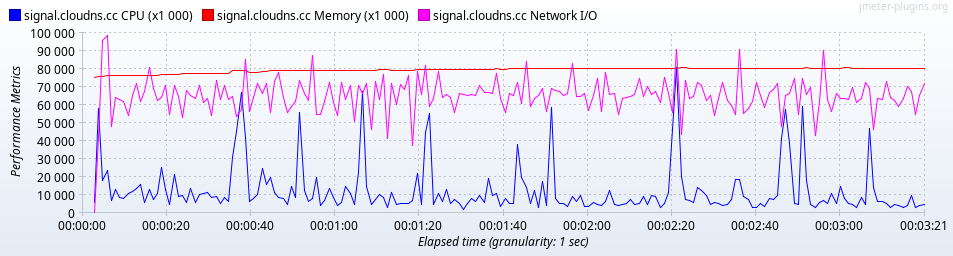 jmeter-plugins.org
signal.cloudns.cc CPU (x1 000) signal.cloudns.cc Memory (x1 000) signal.cloudns.cc Network I/O
Performance Metrics
100 000
90 000
80 000
70 000
60 000
50 000
40 000
30 000
20 000
10 000
0
00:00:00 00:00:20 00:00:40 00:01:00 00:01:20 00:01:40 00:02:00 00:02:20 00:02:40 00:03:00 00:03:21
Elapsed time (granularity: 1 sec)